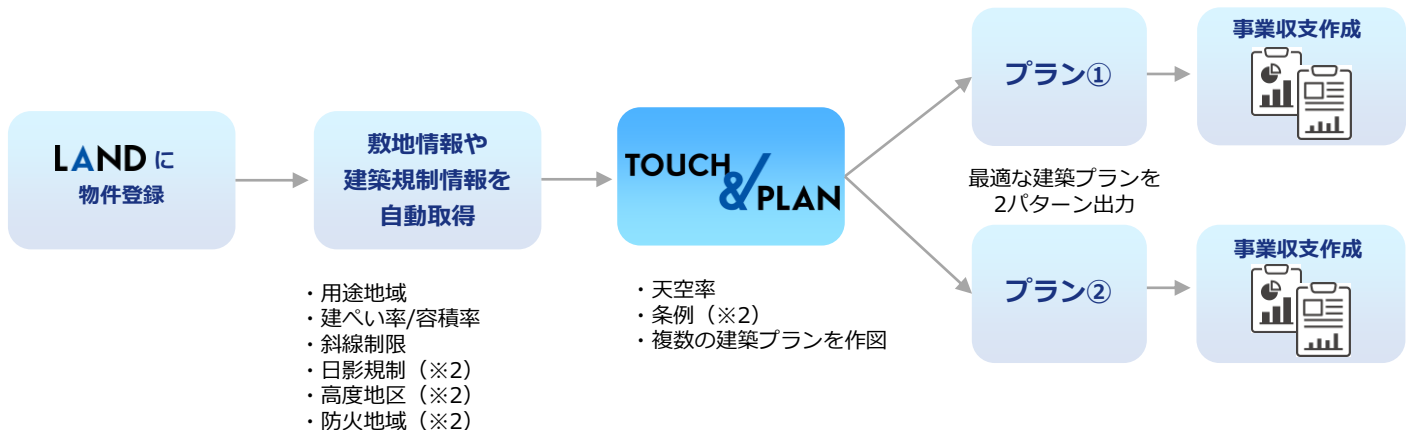 LAND に
物件登録
敷地情報や
建築規制情報を
自動取得
・用途地域
・建ぺい率/容積率
・斜線制限
・日影規制（※2）
・高度地区（※2）
・防火地域（※2）
TOUCH
&PLAN
・天空率
・条例（※2）
・複数の建築プランを作図
プラン①
事業収支作成
最適な建築プランを
2パターン出力
プラン②
事業収支作成